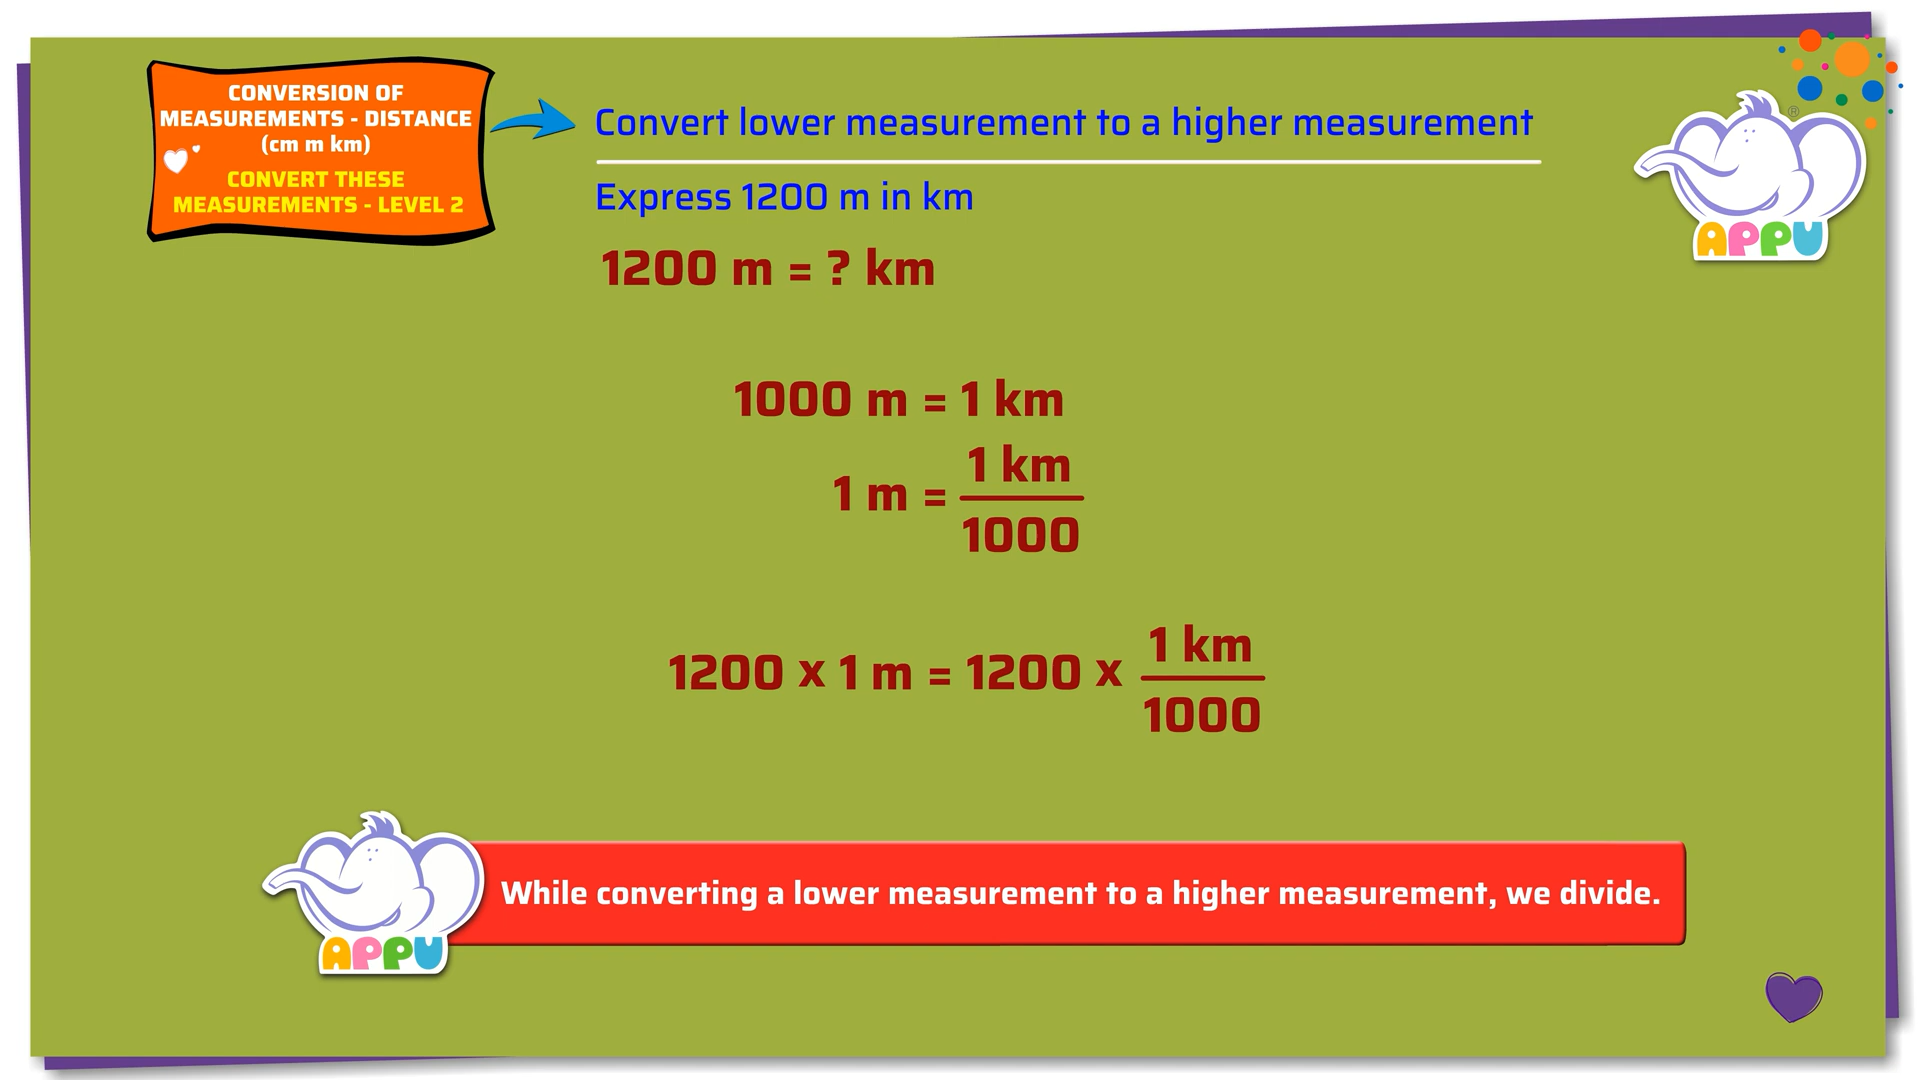 CONVERSION OF
MEASUREMENTS - DISTANCE
(cm m km)
CONVERT THESE
MEASUREMENTS - LEVEL 2
Convert lower measurement to a higher measurement
Express 1200 m in km
®
APPU
1200 m = ? km
1000 m = 1 km
1 m = 1 km / 1000
1200 x 1 m = 1200 x 1 km / 1000
While converting a lower measurement to a higher measurement, we divide.
APPU